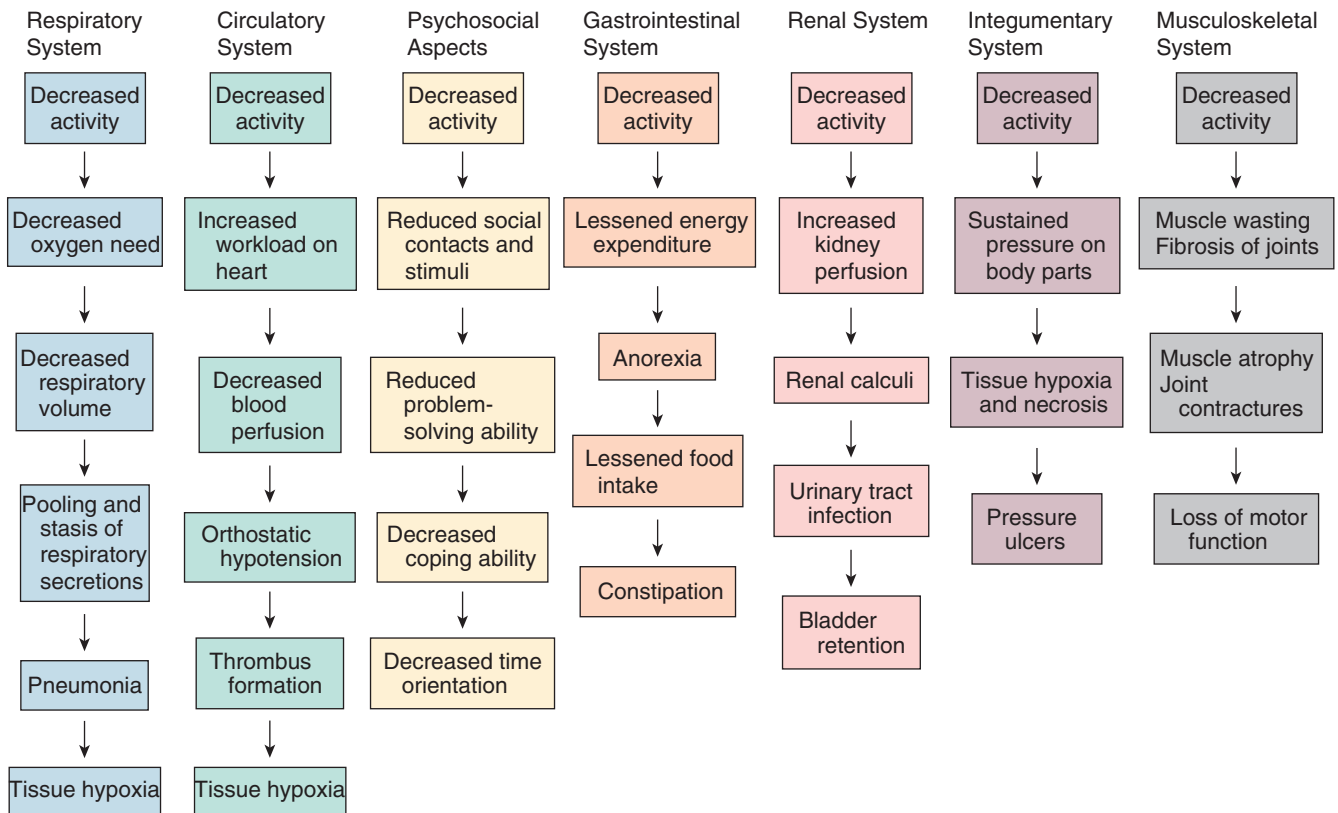 Respiratory
System
Decreased
activity
Decreased
oxygen need
Decreased
respiratory
volume
Pooling and
stasis of
respiratory
secretions
Pneumonia
Tissue hypoxia
Circulatory
System
Decreased
activity
Increased
workload on
heart
Decreased
blood
perfusion
Orthostatic
hypotension
Thrombus
formation
Tissue hypoxia
Psychosocial
Aspects
Decreased
activity
Reduced social
contacts and
stimuli
Reduced
problem-
solving ability
Decreased
coping ability
Decreased time
orientation
Gastrointestinal
System
Decreased
activity
Lessened energy
expenditure
Anorexia
Lessened food
intake
Constipation
Renal System
Decreased
activity
Increased
kidney
perfusion
Renal calculi
Urinary tract
infection
Bladder
retention
Integumentary
System
Decreased
activity
Sustained
pressure on
body parts
Tissue hypoxia
and necrosis
Pressure
ulcers
Musculoskeletal
System
Decreased
activity
Muscle wasting
Fibrosis of joints
Muscle atrophy
Joint
contractures
Loss of motor
function